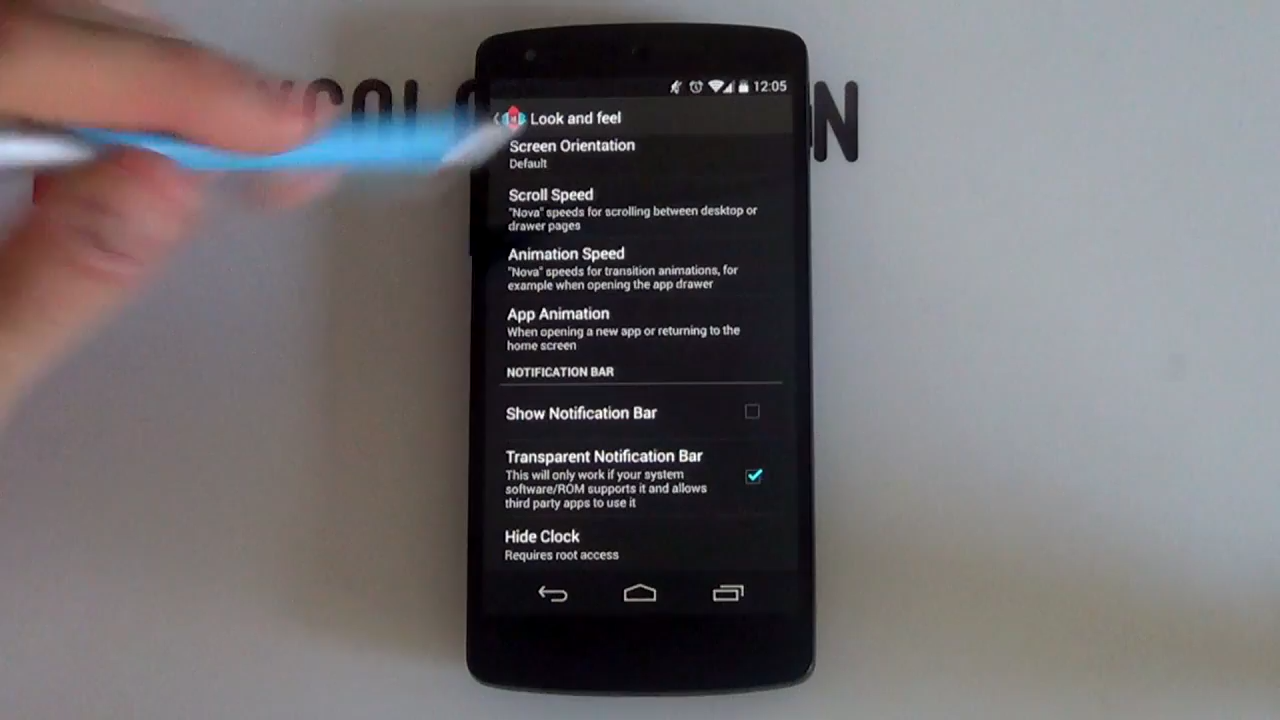 12:05
Look and feel
Screen Orientation
Default
Scroll Speed
"Nova" speeds for scrolling between desktop or
drawer pages
Animation Speed
"Nova" speeds for transition animations, for
example when opening the app drawer
App Animation
When opening a new app or returning to the
home screen
NOTIFICATION BAR
Show Notification Bar
Transparent Notification Bar
This will only work if your system
software/ROM supports it and allows
third party apps to use it
Hide Clock
Requires root access